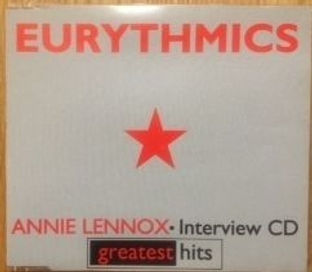 EURYTHMICS
ANNIE LENNOX• Interview CD
greatest hits